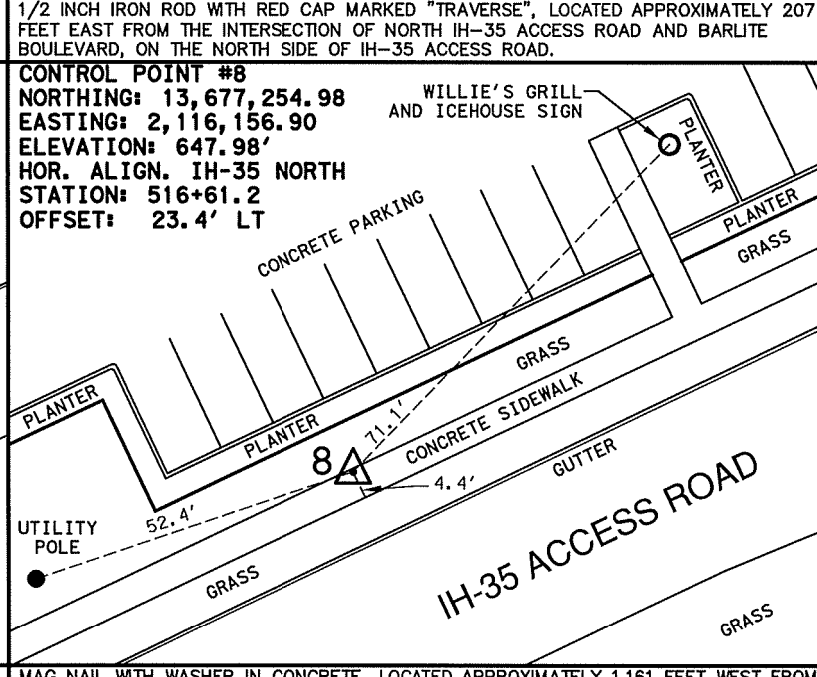 1/2 INCH IRON ROD WITH RED CAP MARKED "TRAVERSE", LOCATED APPROXIMATELY 207
FEET EAST FROM THE INTERSECTION OF NORTH IH-35 ACCESS ROAD AND BARLITE
BOULEVARD, ON THE NORTH SIDE OF IH-35 ACCESS ROAD.
CONTROL POINT #8
NORTHING: 13,677,254.98
EASTING: 2,116,156.90
ELEVATION: 647.98'
HOR. ALIGN. IH-35 NORTH
STATION: 516+61.2
OFFSET: 23.4' LT
WILLIE'S GRILL
AND ICEHOUSE SIGN
PLANTER
PLANTER
GRASS
CONCRETE PARKING
GRASS
PLANTER
PLANTER
71.1'
CONCRETE SIDEWALK
8
4.4'
GUTTER
52.4'
UTILITY
POLE
GRASS
IH-35 ACCESS ROAD
GRASS
MAG NAIL WITH WASHER IN CONCRETE, LOCATED APPROXIMATELY 1,161 FEET WEST FROM